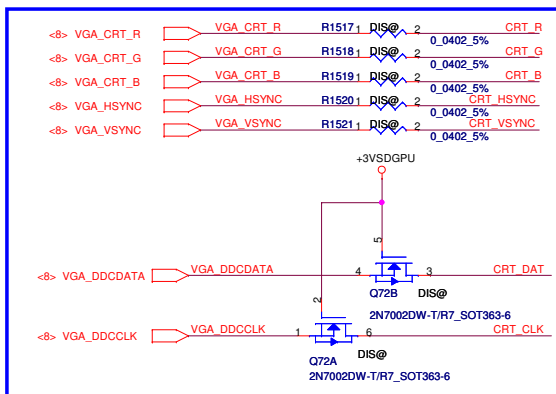 <8> VGA_CRT_R VGA_CRT_R R1517 1 DIS@ 2 CRT_R
0_0402_5%
<8> VGA_CRT_G VGA_CRT_G R1518 1 DIS@ 2 CRT_G
0_0402_5%
<8> VGA_CRT_B VGA_CRT_B R1519 1 DIS@ 2 CRT_B
0_0402_5%
<8> VGA_HSYNC VGA_HSYNC R1520 1 DIS@ 2 CRT_HSYNC
0_0402_5%
<8> VGA_VSYNC VGA_VSYNC R1521 1 DIS@ 2 CRT_VSYNC
0_0402_5%
+3VSDGPU
5
<8> VGA_DDCDATA VGA_DDCDATA 4 3 CRT_DAT
Q72B DIS@
2N7002DW-T/R7_SOT363-6
2
<8> VGA_DDCCLK VGA_DDCCLK 1 6 CRT_CLK
Q72A DIS@
2N7002DW-T/R7_SOT363-6